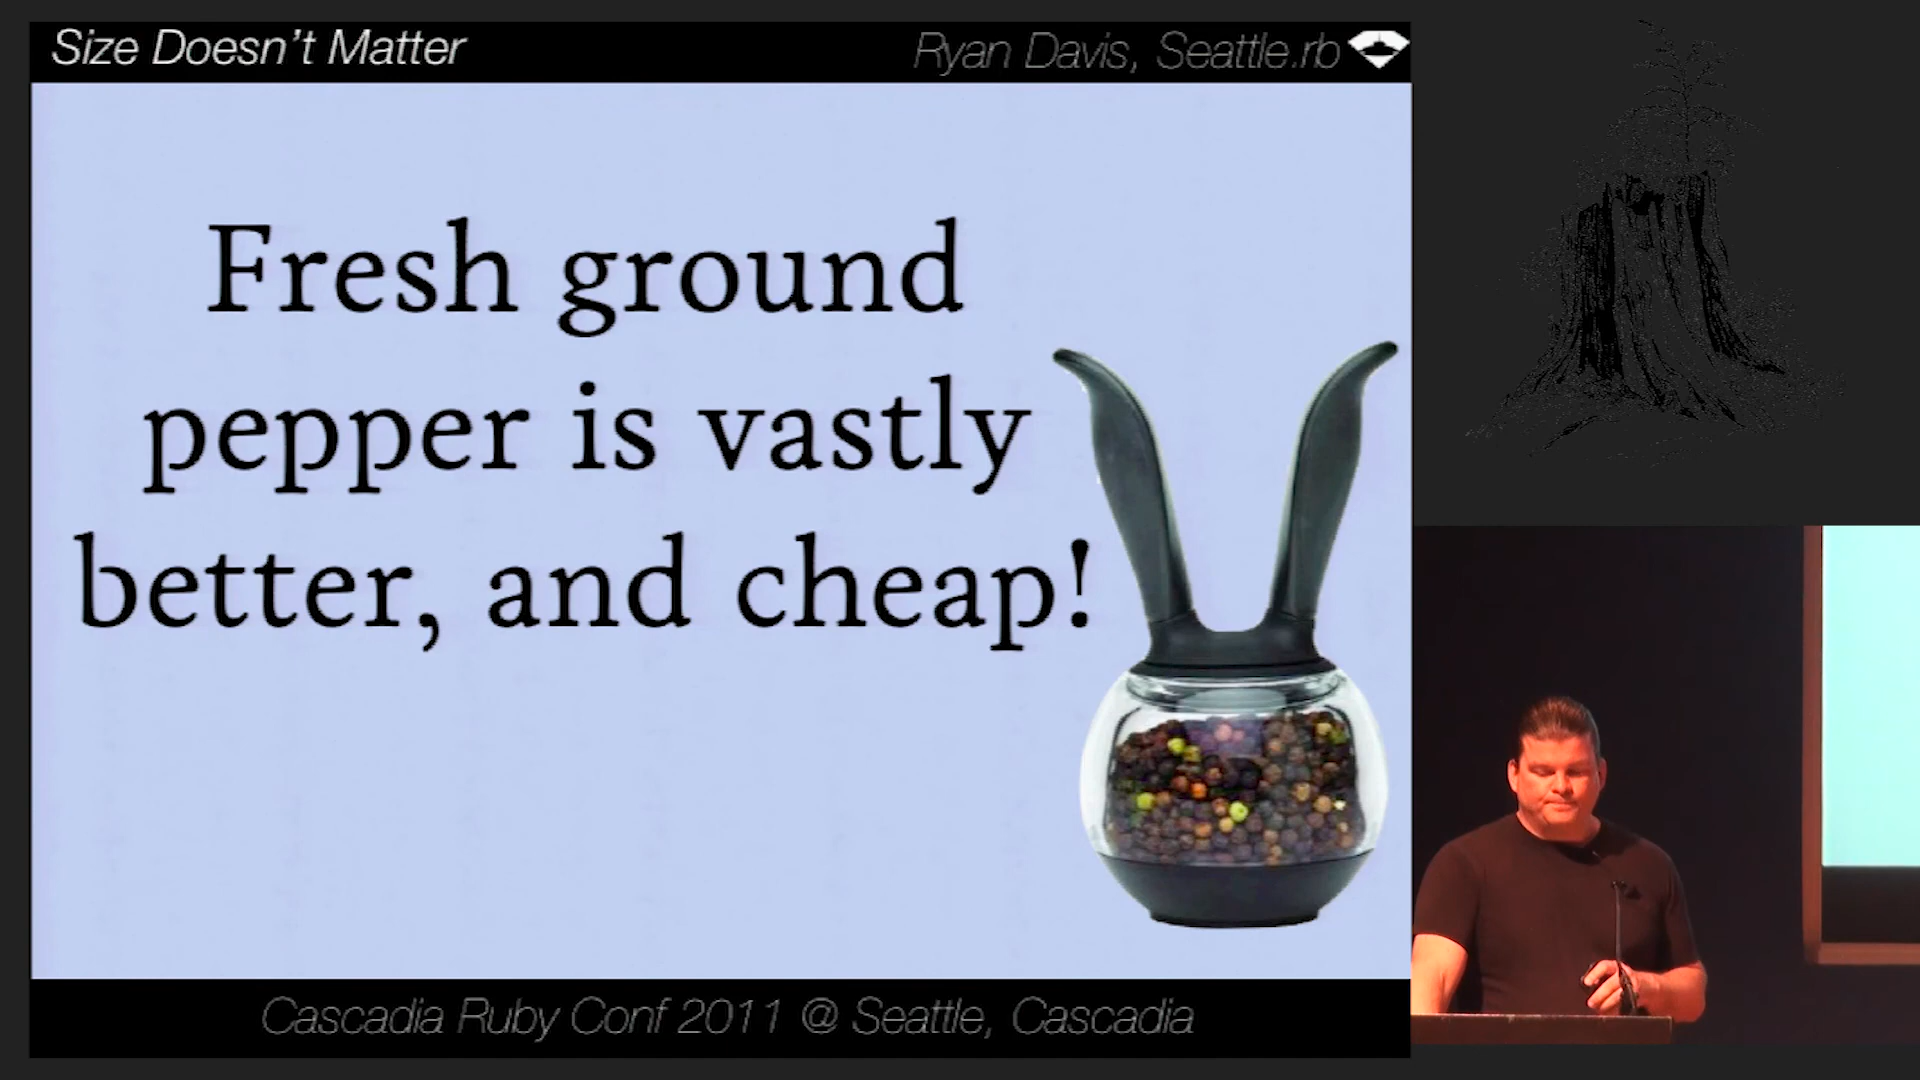 Size Doesn't Matter
Ryan Davis, Seattle.rb
Fresh ground
pepper is vastly
better, and cheap!
Cascadia Ruby Conf 2011 @ Seattle, Cascadia